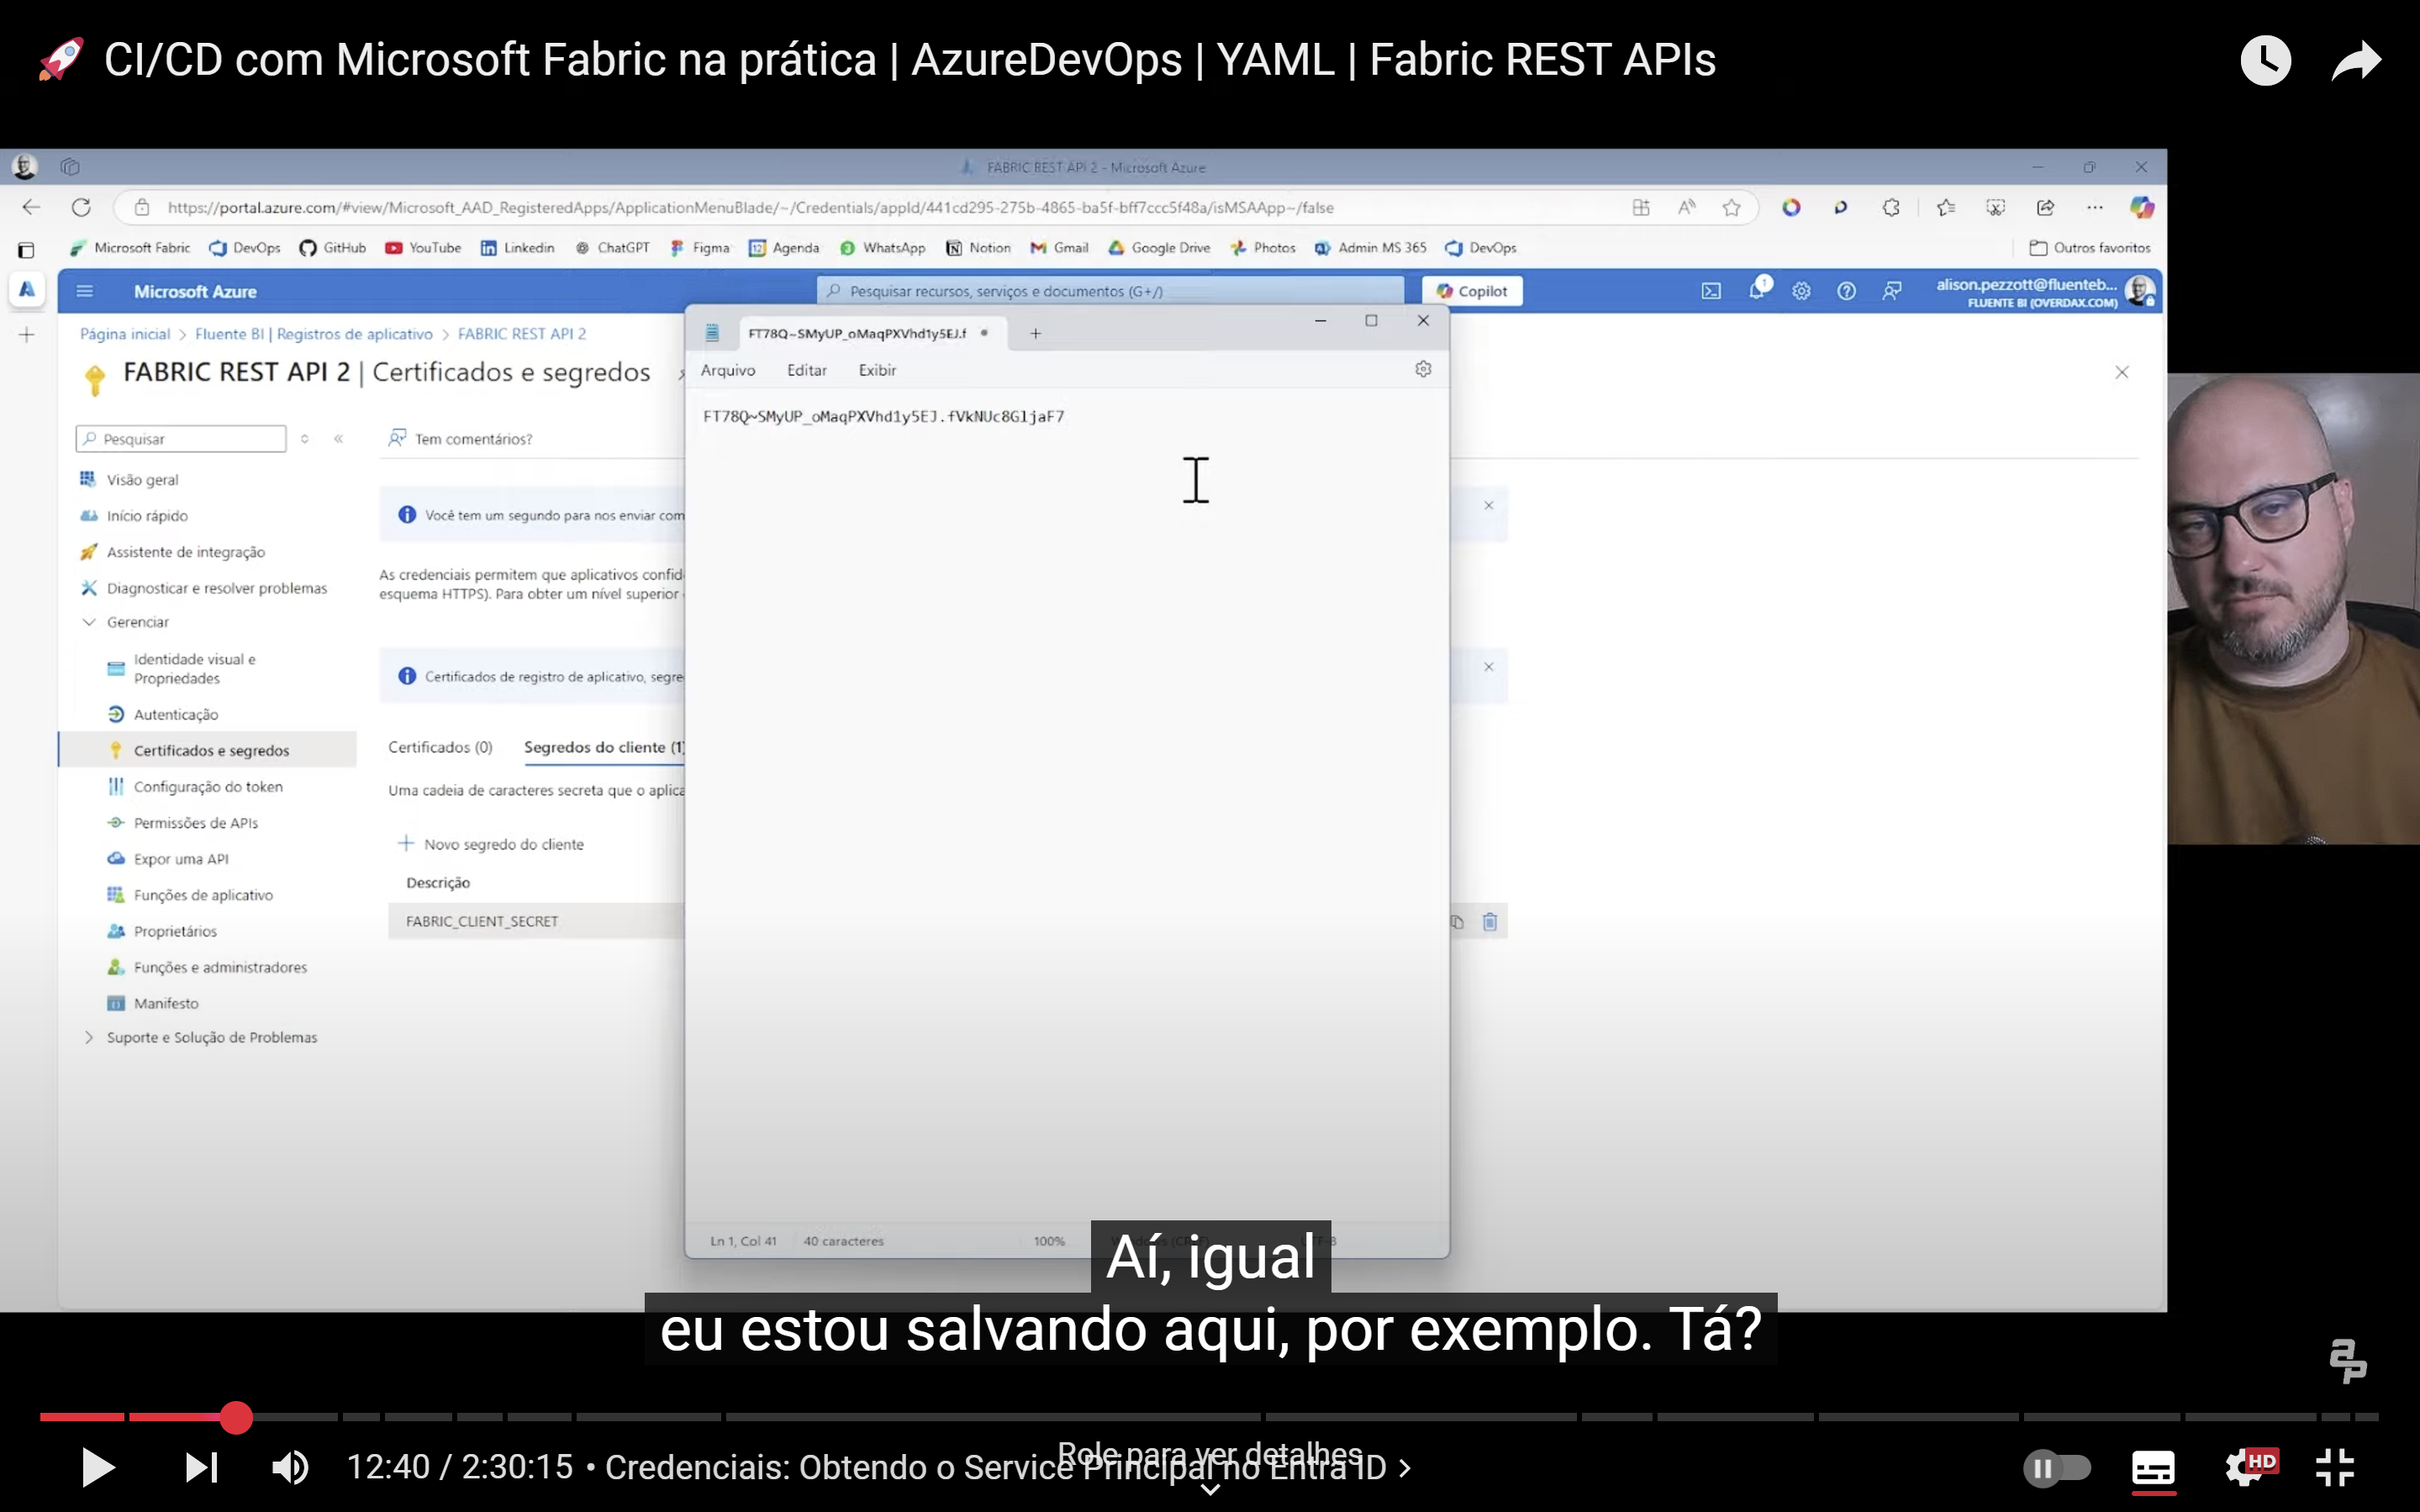 🚀 CI/CD com Microsoft Fabric na prática | AzureDevOps | YAML | Fabric REST APIs
FABRIC REST API 2 - Microsoft Azure
https://portal.azure.com/#view/Microsoft_AAD_RegisteredApps/ApplicationMenuBlade/~/Credentials/appId/441cd295-275b-4865-ba5f-bff7ccc5f48a/isMSAApp~/false
Microsoft Fabric DevOps GitHub YouTube Linkedin ChatGPT Figma Agenda WhatsApp Notion Gmail Google Drive Photos Admin MS 365 DevOps Outros favoritos
Microsoft Azure
Pesquisar recursos, serviços e documentos (G+/)
Copilot
1
alison.pezzott@fluenteb...
FLUENTE BI (OVERDAX.COM)
Página inicial > Fluente BI | Registros de aplicativo > FABRIC REST API 2
FABRIC REST API 2 | Certificados e segredos
Pesquisar
Visão geral
Início rápido
Assistente de integração
Diagnosticar e resolver problemas
Gerenciar
Identidade visual e
Propriedades
Autenticação
Certificados e segredos
Configuração do token
Permissões de APIs
Expor uma API
Funções de aplicativo
Proprietários
Funções e administradores
Manifesto
Suporte e Solução de Problemas
Tem comentários?
Você tem um segundo para nos enviar com
As credenciais permitem que aplicativos confid
esquema HTTPS). Para obter um nível superior
Certificados de registro de aplicativo, segre
Certificados (0) Segredos do cliente (1)
Uma cadeia de caracteres secreta que o aplica
Novo segredo do cliente
Descrição
FABRIC_CLIENT_SECRET
FT78Q~SMyUP_oMaqPXVhd1y5EJ.f
Arquivo Editar Exibir
FT78Q~SMyUP_oMaqPXVhd1y5EJ.fVkNUc8GljaF7
Ln 1, Col 41 40 caracteres 100%
Aí, igual
eu estou salvando aqui, por exemplo. Tá?
ap
12:40 / 2:30:15 • Credenciais: Obtendo o Service Principal no Entra ID >
Role para ver detalhes
HD